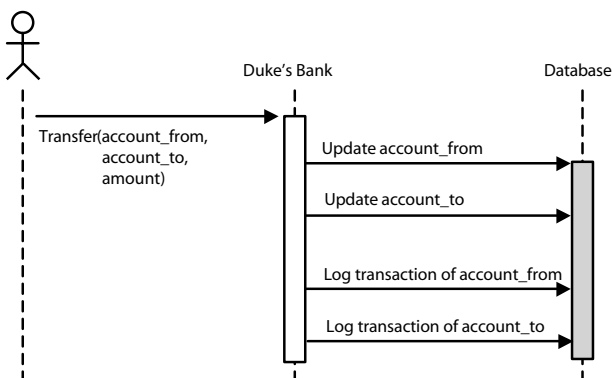 Duke's Bank
Database
Transfer(account_from,
account_to,
amount)
Update account_from
Update account_to
Log transaction of account_from
Log transaction of account_to